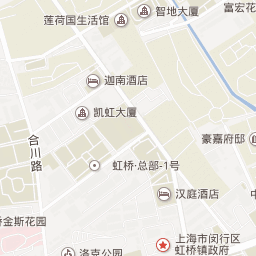 智地大厦
富宏花
莲荷国生活馆
迦南酒店
凯虹大厦
合川路
豪嘉府邸
虹桥·总部-1号
汉庭酒店
中
桥金斯花园
上海市闵行区
虹桥镇政府
洛克公园